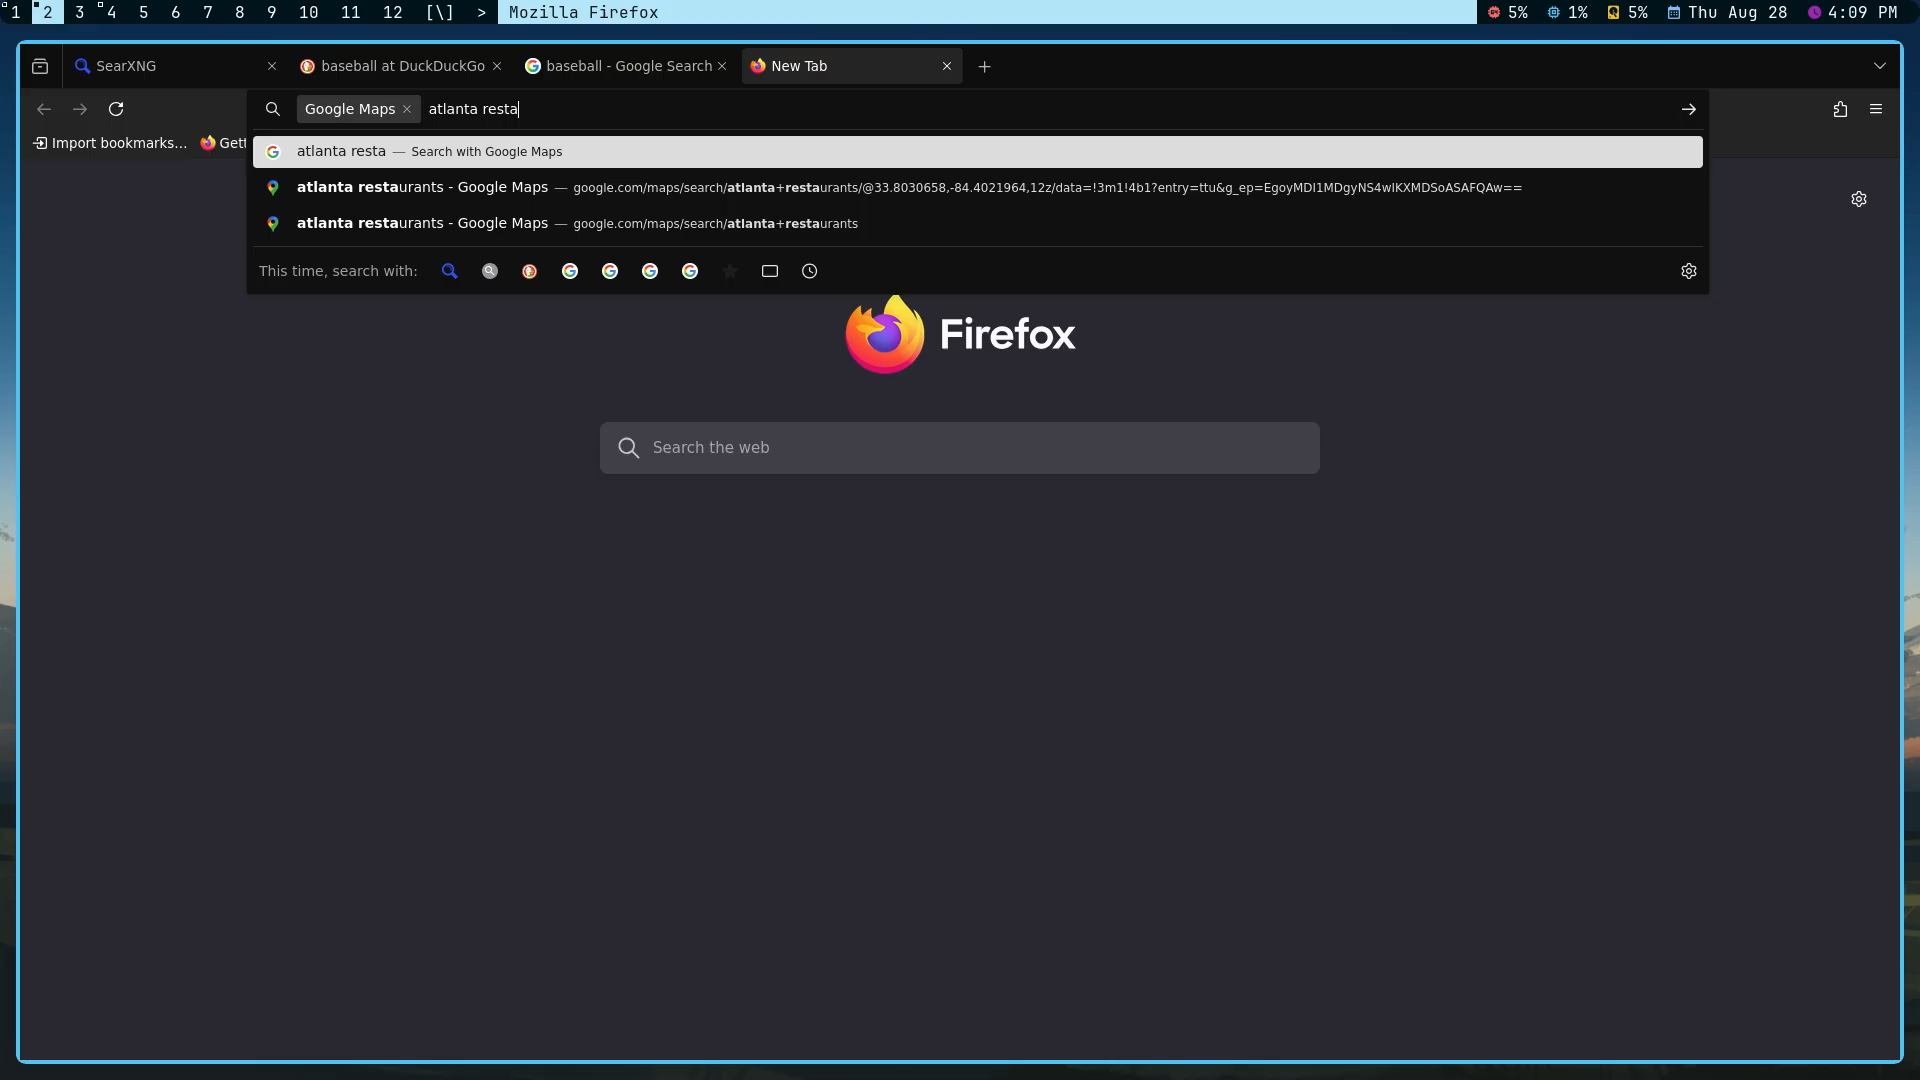 1 2 3 4 5 6 7 8 9 10 11 12 [\] > Mozilla Firefox 5% 1% 5% Thu Aug 28 4:09 PM
SearXNG baseball at DuckDuckGo baseball - Google Search New Tab
Google Maps atlanta resta
Import bookmarks... Gett
atlanta resta — Search with Google Maps
atlanta restaurants - Google Maps — google.com/maps/search/atlanta+restaurants/@33.8030658,-84.4021964,12z/data=!3m1!4b1?entry=ttu&g_ep=EgoyMDI1MDgyNS4wIKXMDSoASAFQAw==
atlanta restaurants - Google Maps — google.com/maps/search/atlanta+restaurants
This time, search with:
Firefox
Search the web